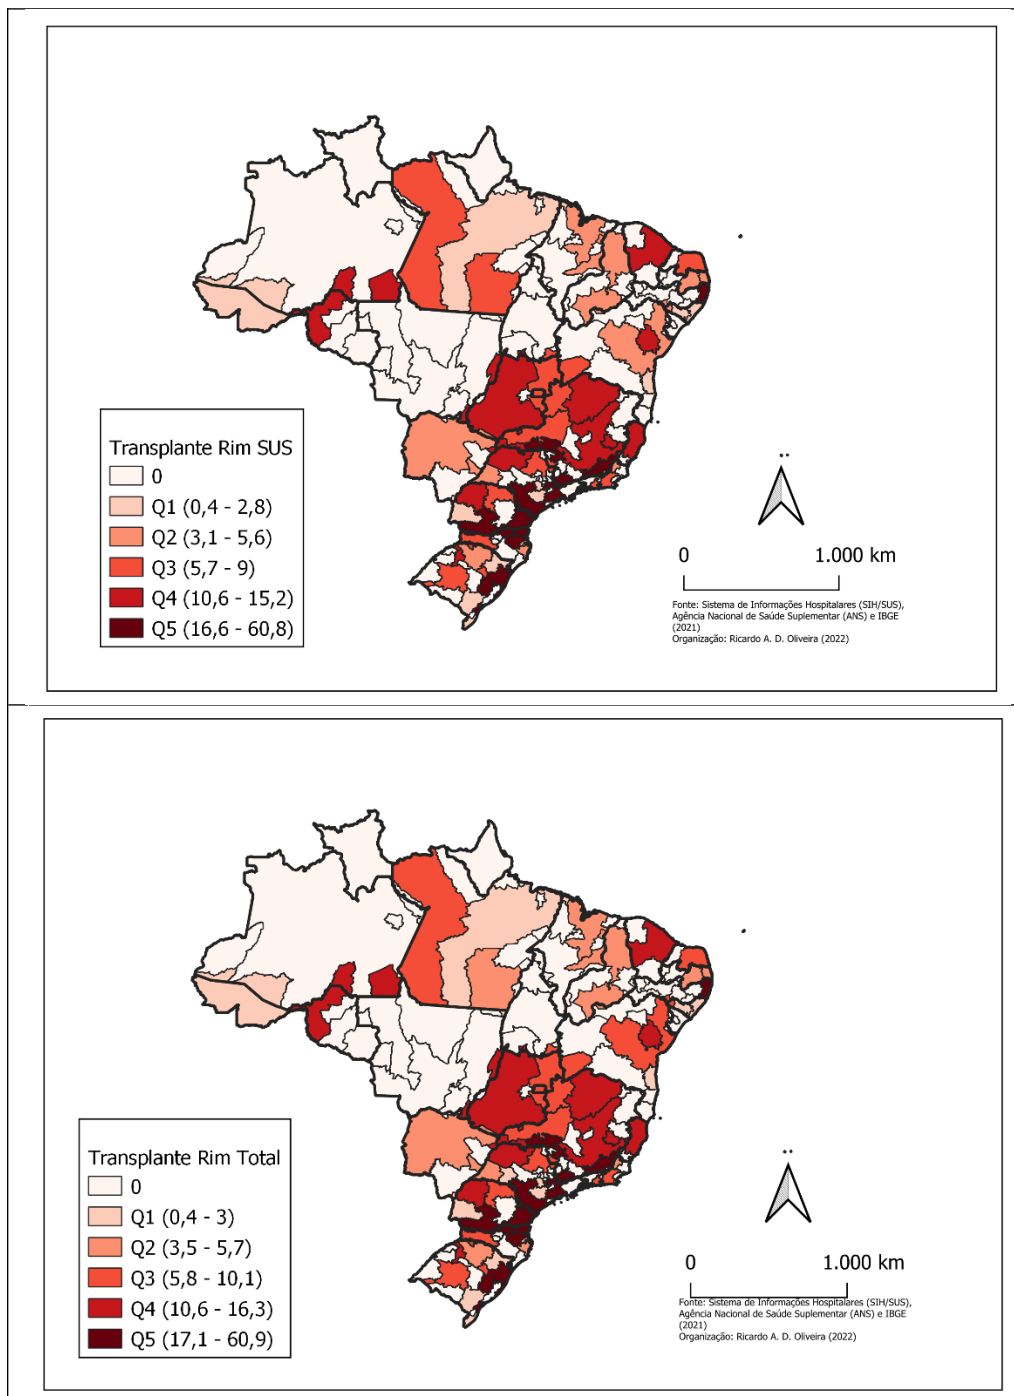 Transplante Rim SUS
0
Q1 (0,4 - 2,8)
Q2 (3,1 - 5,6)
Q3 (5,7 - 9)
Q4 (10,6 - 15,2)
Q5 (16,6 - 60,8)
0 1.000 km
Fonte: Sistema de Informações Hospitalares (SIH/SUS),
Agência Nacional de Saúde Suplementar (ANS) e IBGE
(2021)
Organização: Ricardo A. D. Oliveira (2022)
Transplante Rim Total
0
Q1 (0,4 - 3)
Q2 (3,5 - 5,7)
Q3 (5,8 - 10,1)
Q4 (10,6 - 16,3)
Q5 (17,1 - 60,9)
0 1.000 km
Fonte: Sistema de Informações Hospitalares (SIH/SUS),
Agência Nacional de Saúde Suplementar (ANS) e IBGE
(2021)
Organização: Ricardo A. D. Oliveira (2022)